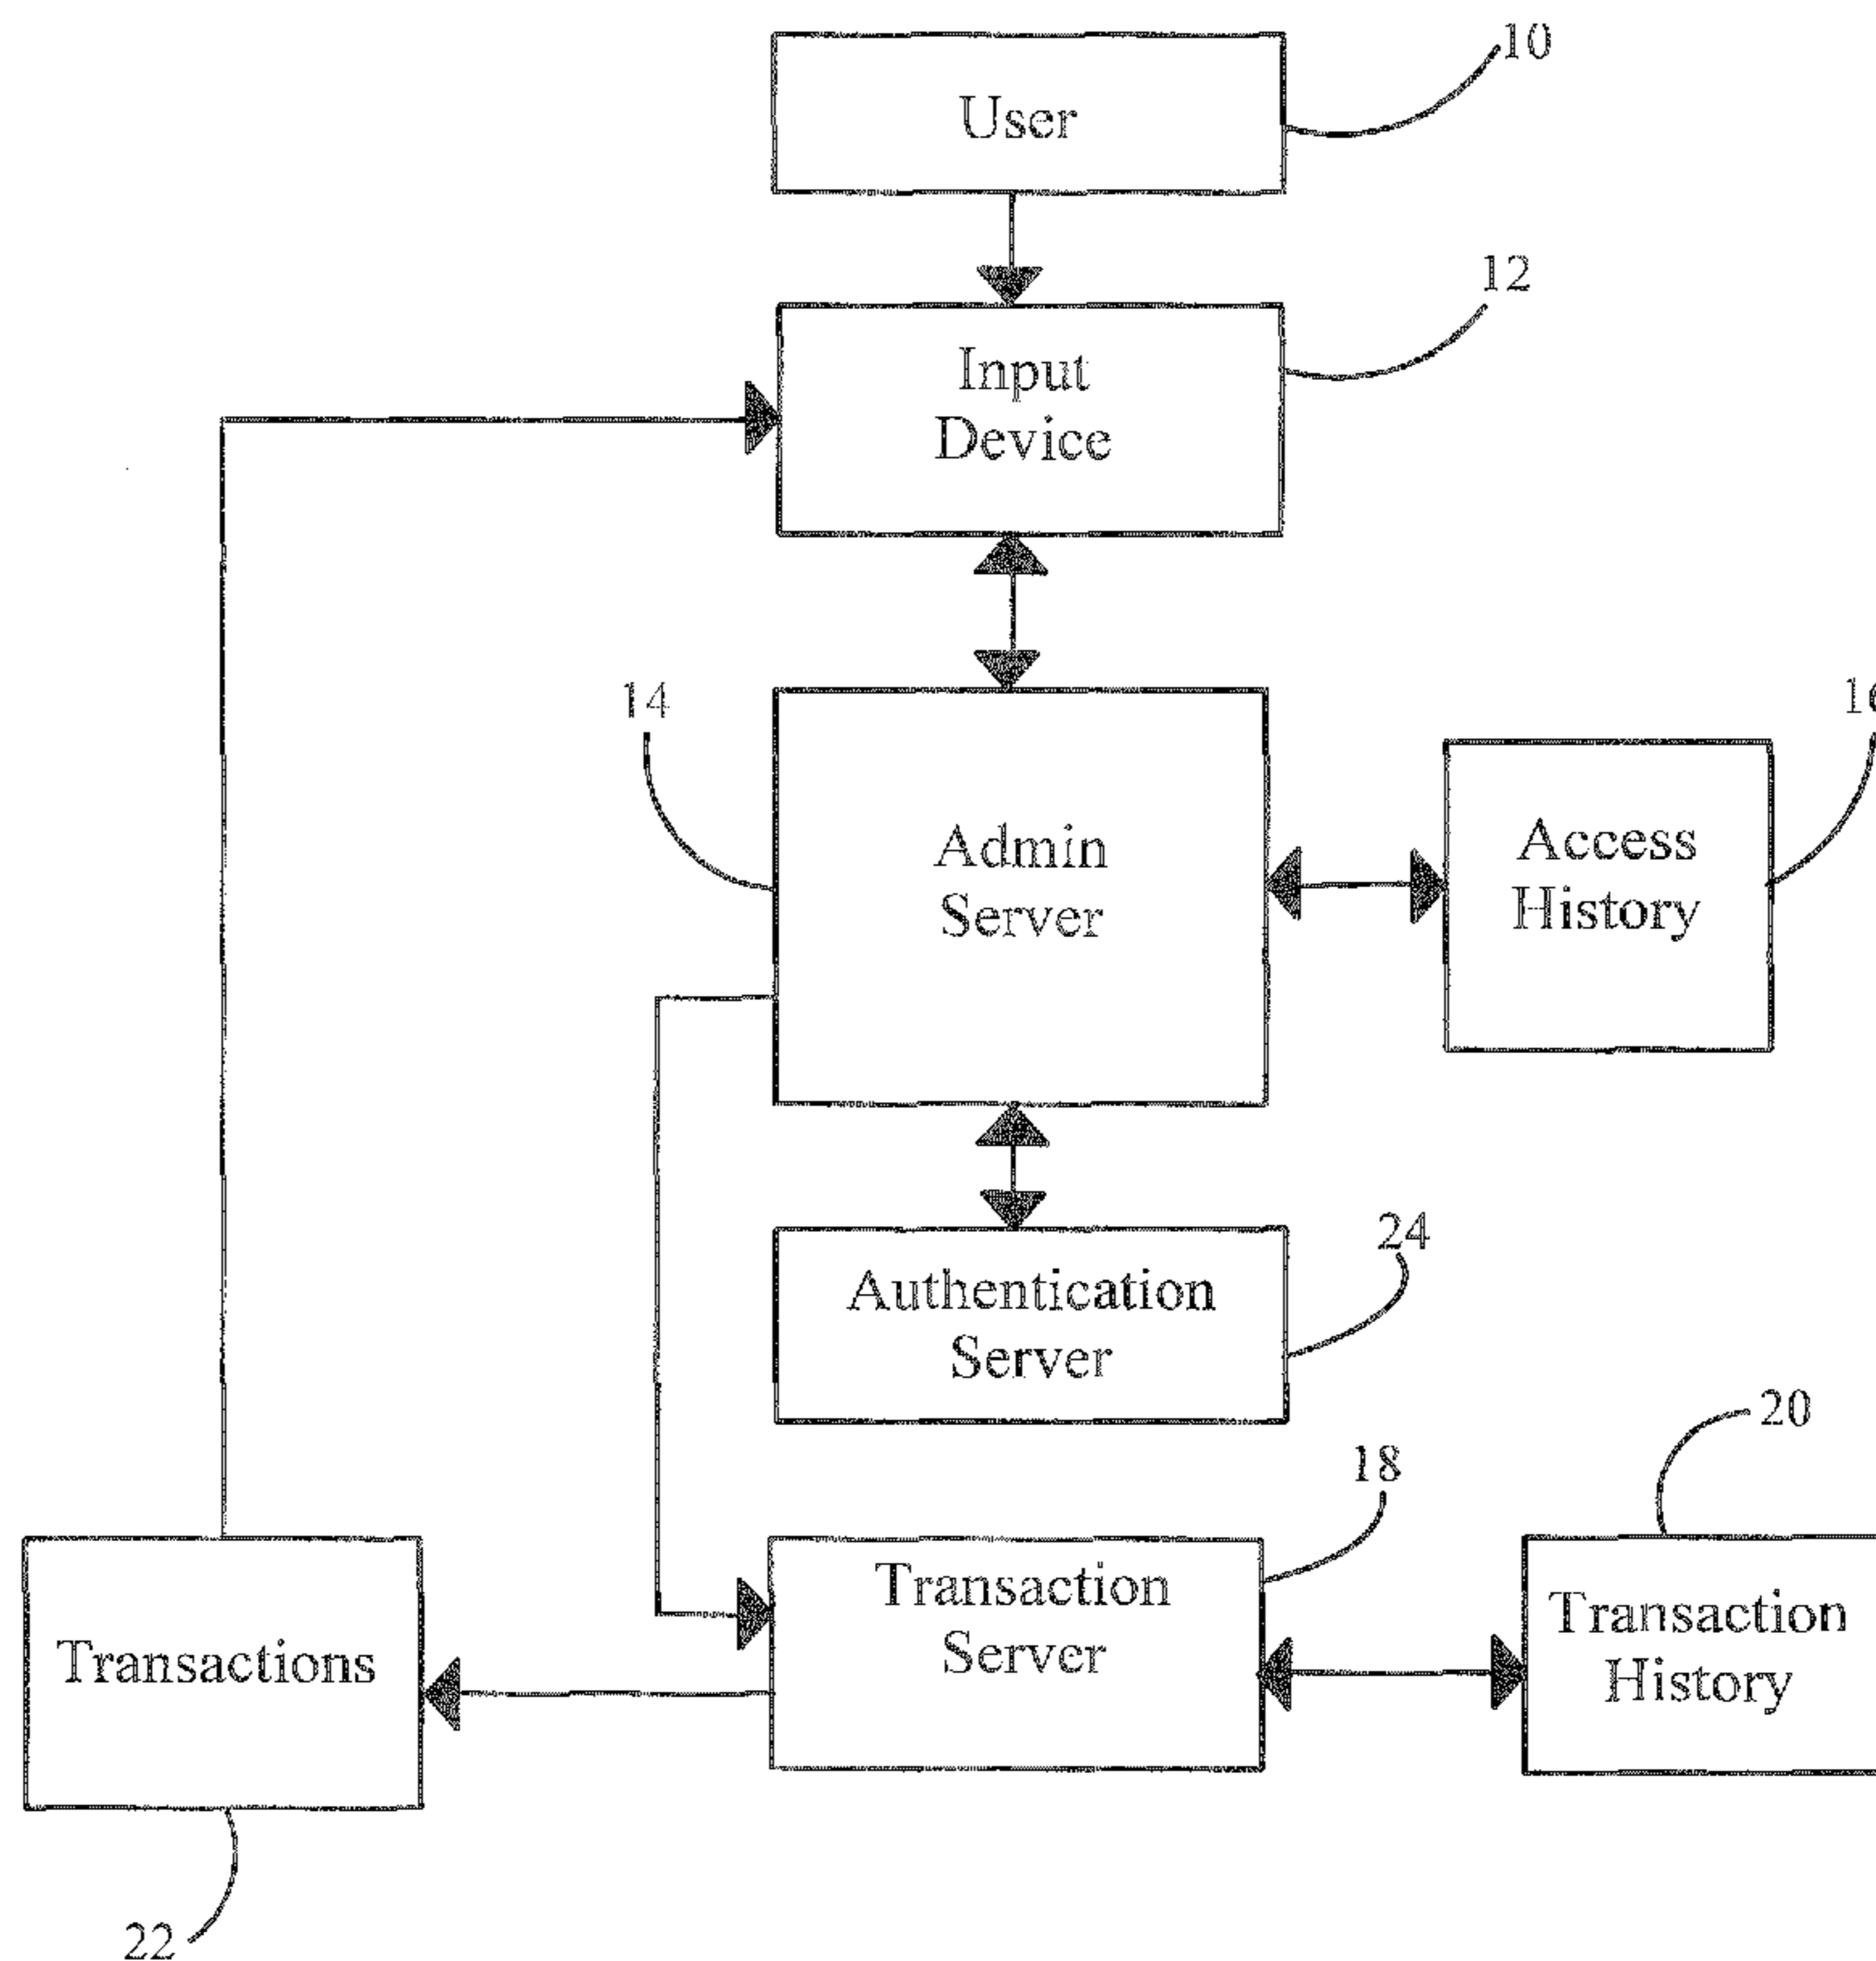 10
User
12
Input
Device
14
Admin
Server
Access
History
24
Authentication
Server
20
18
Transaction
Server
Transaction
History
Transactions
22